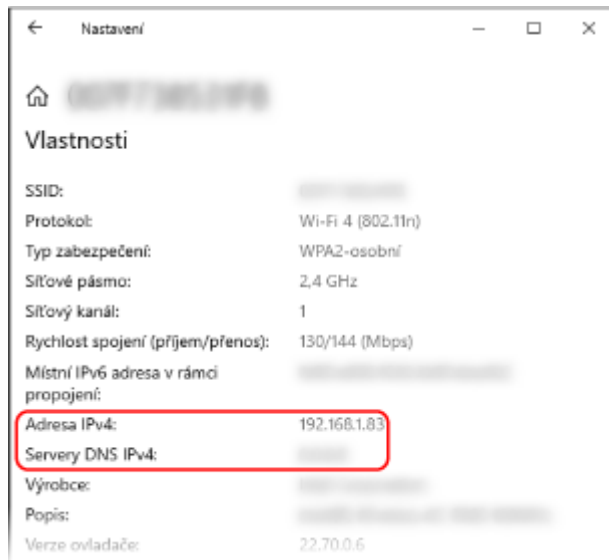 Nastavení
Vlastnosti
SSID:
Protokol: Wi-Fi 4 (802.11n)
Typ zabezpečení: WPA2-osobní
Síťové pásmo: 2,4 GHz
Síťový kanál: 1
Rychlost spojení (příjem/přenos): 130/144 (Mbps)
Místní IPv6 adresa v rámci
propojení:
Adresa IPv4: 192.168.1.83
Servery DNS IPv4:
Výrobce:
Popis:
Verze ovladače: 22.70.0.6